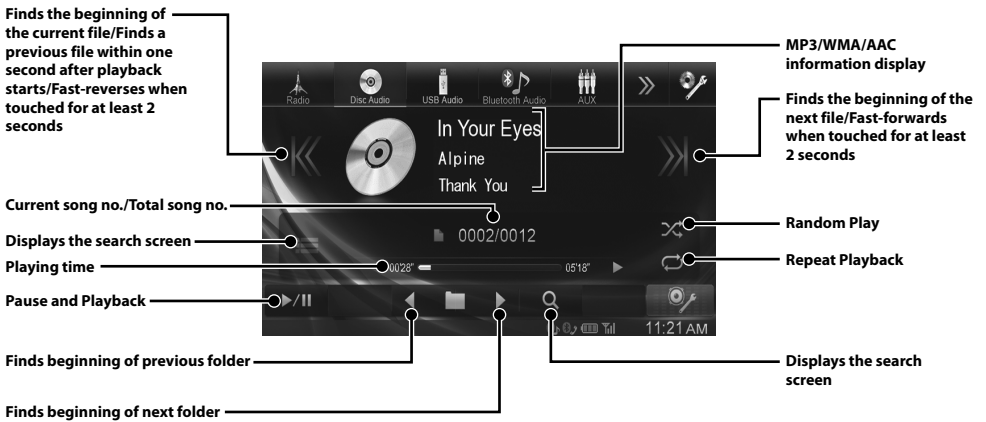 Finds the beginning of
the current file/Finds a
previous file within one
second after playback
starts/Fast-reverses when
touched for at least 2
seconds
Current song no./Total song no.
Displays the search screen
Playing time
Pause and Playback
Finds beginning of previous folder
Finds beginning of next folder
Radio
Disc Audio
USB Audio
Bluetooth Audio
AUX
In Your Eyes
Alpine
Thank You
0002/0012
00'28"
05'18"
11:21 AM
MP3/WMA/AAC
information display
Finds the beginning of the
next file/Fast-forwards
when touched for at least
2 seconds
Random Play
Repeat Playback
Displays the search
screen